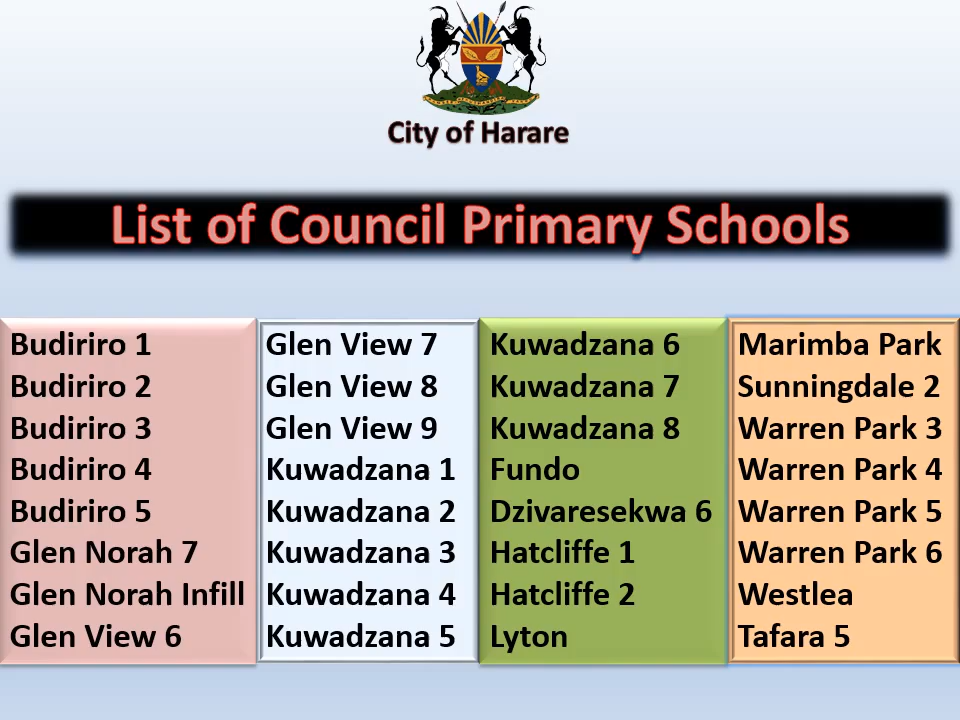 City of Harare
List of Council Primary Schools
Budiriro 1
Budiriro 2
Budiriro 3
Budiriro 4
Budiriro 5
Glen Norah 7
Glen Norah Infill
Glen View 6
Glen View 7
Glen View 8
Glen View 9
Kuwadzana 1
Kuwadzana 2
Kuwadzana 3
Kuwadzana 4
Kuwadzana 5
Kuwadzana 6
Kuwadzana 7
Kuwadzana 8
Fundo
Dzivaresekwa 6
Hatcliffe 1
Hatcliffe 2
Lyton
Marimba Park
Sunningdale 2
Warren Park 3
Warren Park 4
Warren Park 5
Warren Park 6
Westlea
Tafara 5